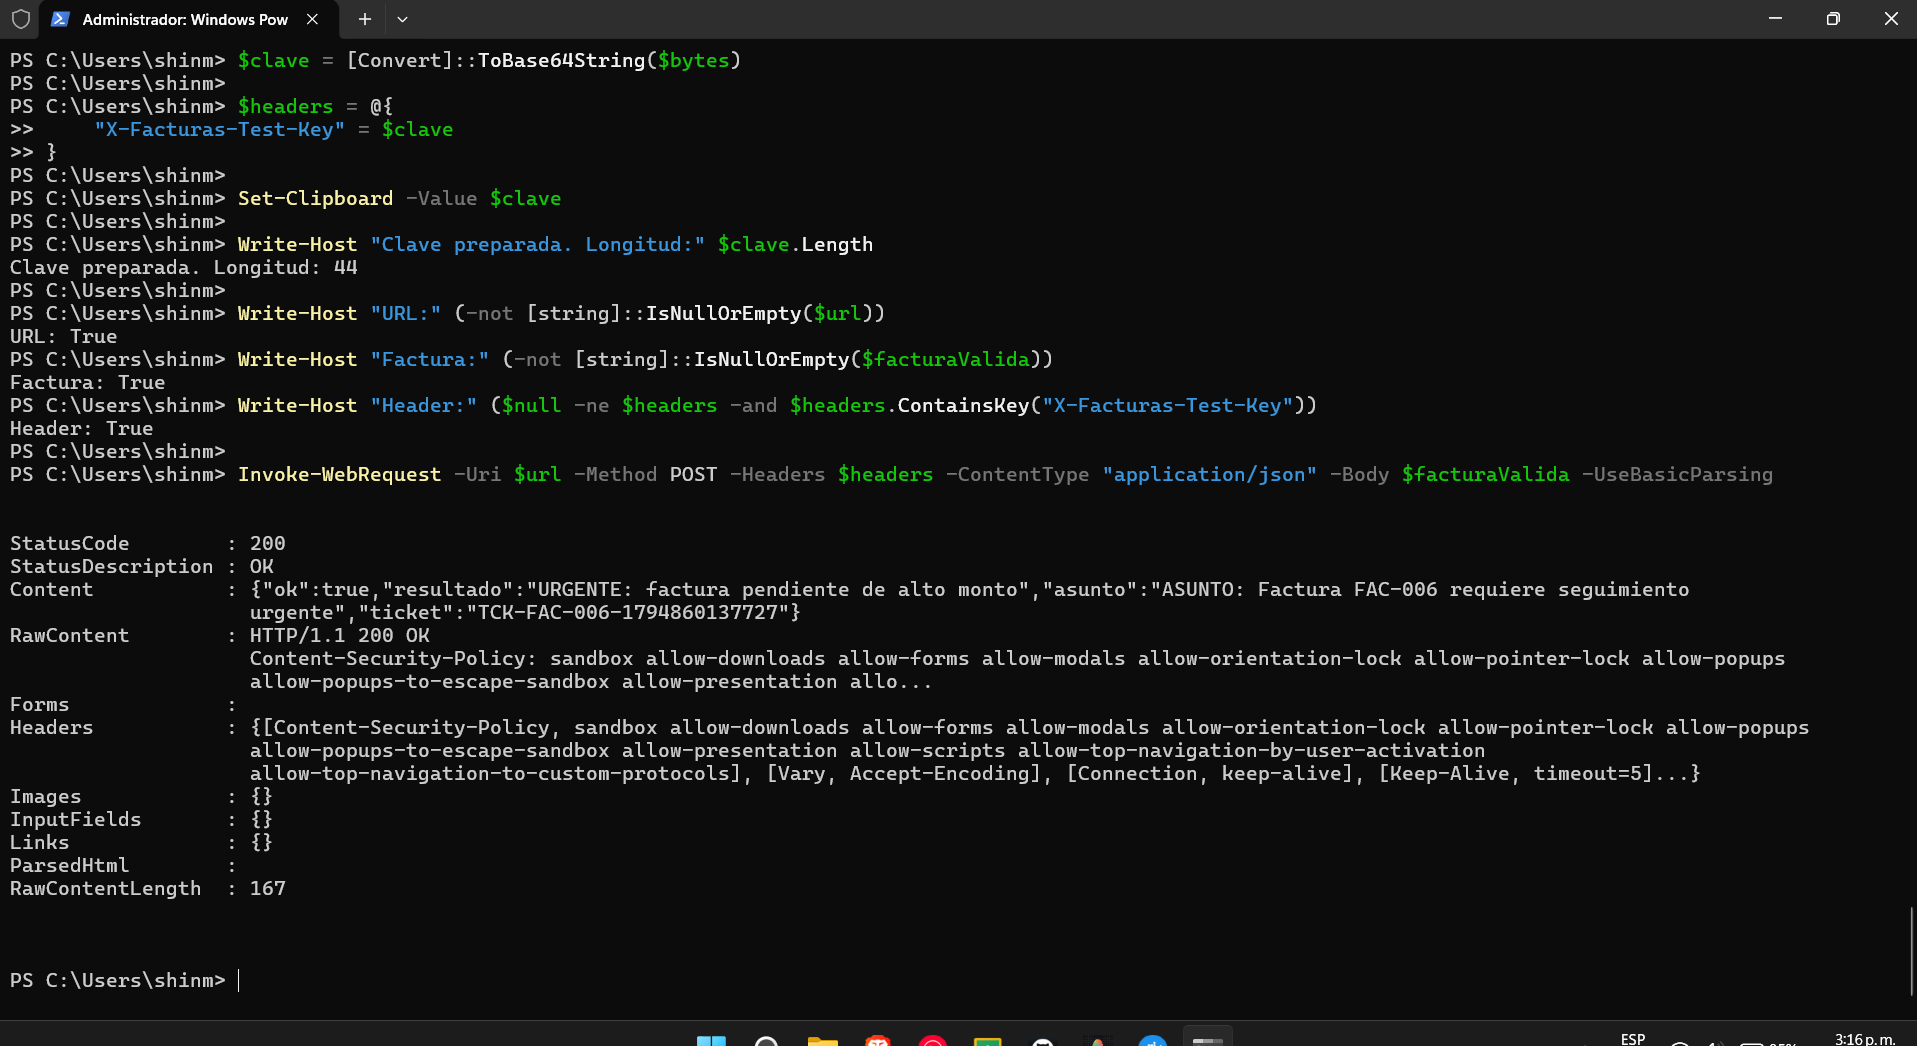 Administrador: Windows Pow
PS C:\Users\shinm> $clave = [Convert]::ToBase64String($bytes)
PS C:\Users\shinm>
PS C:\Users\shinm> $headers = @{
>>     "X-Facturas-Test-Key" = $clave
>> }
PS C:\Users\shinm>
PS C:\Users\shinm> Set-Clipboard -Value $clave
PS C:\Users\shinm>
PS C:\Users\shinm> Write-Host "Clave preparada. Longitud:" $clave.Length
Clave preparada. Longitud: 44
PS C:\Users\shinm>
PS C:\Users\shinm> Write-Host "URL:" (-not [string]::IsNullOrEmpty($url))
URL: True
PS C:\Users\shinm> Write-Host "Factura:" (-not [string]::IsNullOrEmpty($facturaValida))
Factura: True
PS C:\Users\shinm> Write-Host "Header:" ($null -ne $headers -and $headers.ContainsKey("X-Facturas-Test-Key"))
Header: True
PS C:\Users\shinm>
PS C:\Users\shinm> Invoke-WebRequest -Uri $url -Method POST -Headers $headers -ContentType "application/json" -Body $facturaValida -UseBasicParsing
StatusCode        : 200
StatusDescription : OK
Content           : {"ok":true,"resultado":"URGENTE: factura pendiente de alto monto","asunto":"ASUNTO: Factura FAC-006 requiere seguimiento
                    urgente","ticket":"TCK-FAC-006-1794860137727"}
RawContent        : HTTP/1.1 200 OK
                    Content-Security-Policy: sandbox allow-downloads allow-forms allow-modals allow-orientation-lock allow-pointer-lock allow-popups
                    allow-popups-to-escape-sandbox allow-presentation allo...
Forms             :
Headers           : {[Content-Security-Policy, sandbox allow-downloads allow-forms allow-modals allow-orientation-lock allow-pointer-lock allow-popups
                    allow-popups-to-escape-sandbox allow-presentation allow-scripts allow-top-navigation-by-user-activation
                    allow-top-navigation-to-custom-protocols], [Vary, Accept-Encoding], [Connection, keep-alive], [Keep-Alive, timeout=5]...}
Images            : {}
InputFields       : {}
Links             : {}
ParsedHtml        :
RawContentLength  : 167
PS C:\Users\shinm>
ESP
3:16 p. m.